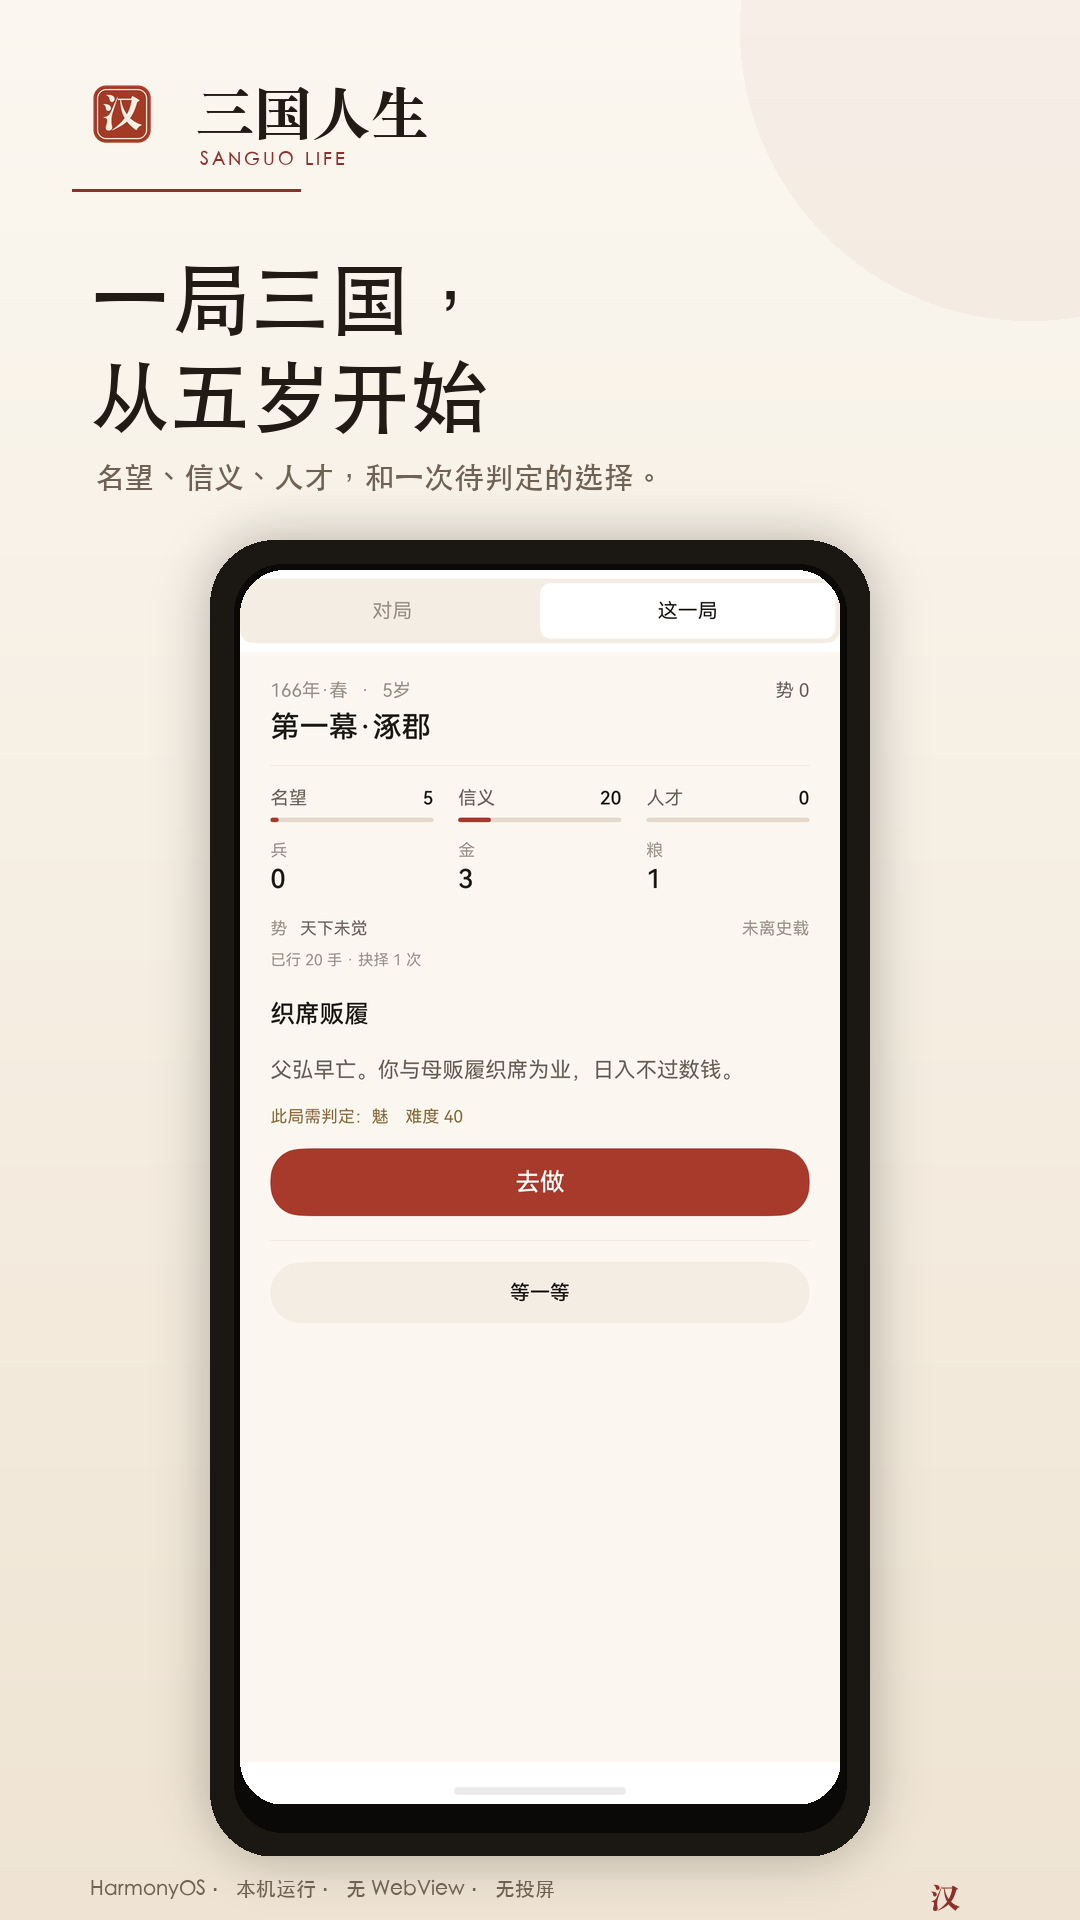 汉
三国人生
SANGUO LIFE
一局三国，
从五岁开始
名望、信义、人才，和一次待判定的选择。
对局 这一局
166年·春 · 5岁 势 0
第一幕·涿郡
名望 5 信义 20 人才 0
兵 金 粮
0 3 1
势 天下未觉 未离史载
已行 20 手 · 抉择 1 次
织席贩履
父弘早亡。你与母贩履织席为业，日入不过数钱。
此局需判定：魅 难度 40
去做
等一等
HarmonyOS · 本机运行 · 无 WebView · 无投屏
汉